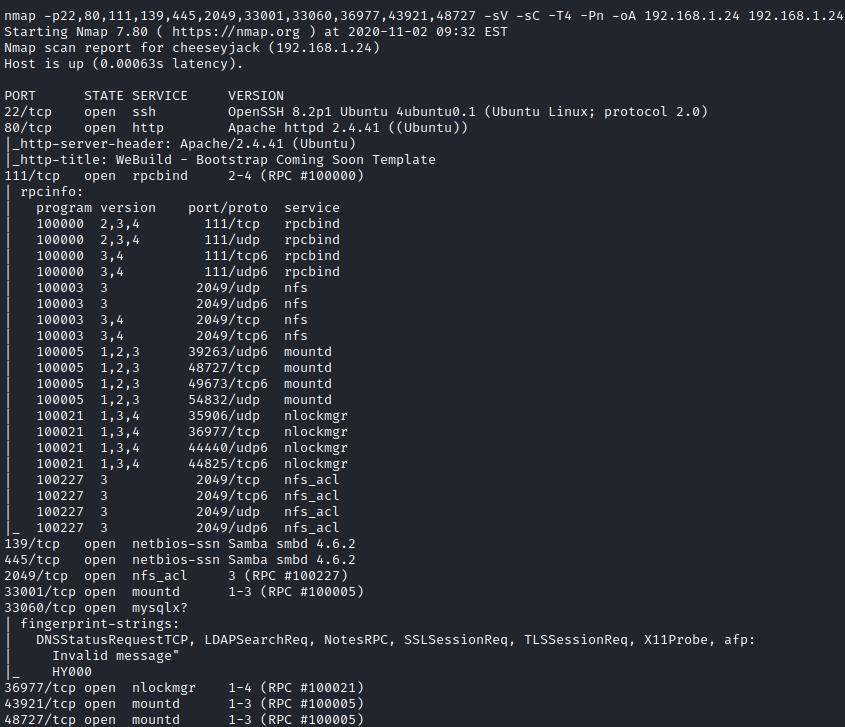 nmap -p22,80,111,139,445,2049,33001,33060,36977,43921,48727 -sV -sC -T4 -Pn -oA 192.168.1.24 192.168.1.24
Starting Nmap 7.80 ( https://nmap.org ) at 2020-11-02 09:32 EST
Nmap scan report for cheeseyjack (192.168.1.24)
Host is up (0.00063s latency).

PORT      STATE SERVICE     VERSION
22/tcp    open  ssh         OpenSSH 8.2p1 Ubuntu 4ubuntu0.1 (Ubuntu Linux; protocol 2.0)
80/tcp    open  http        Apache httpd 2.4.41 ((Ubuntu))
|_http-server-header: Apache/2.4.41 (Ubuntu)
|_http-title: WeBuild - Bootstrap Coming Soon Template
111/tcp   open  rpcbind     2-4 (RPC #100000)
| rpcinfo:
|   program version    port/proto  service
|   100000  2,3,4        111/tcp   rpcbind
|   100000  2,3,4        111/udp   rpcbind
|   100000  3,4          111/tcp6  rpcbind
|   100000  3,4          111/udp6  rpcbind
|   100003  3           2049/udp   nfs
|   100003  3           2049/udp6  nfs
|   100003  3,4         2049/tcp   nfs
|   100003  3,4         2049/tcp6  nfs
|   100005  1,2,3      39263/udp6  mountd
|   100005  1,2,3      48727/tcp   mountd
|   100005  1,2,3      49673/tcp6  mountd
|   100005  1,2,3      54832/udp   mountd
|   100021  1,3,4      35906/udp   nlockmgr
|   100021  1,3,4      36977/tcp   nlockmgr
|   100021  1,3,4      44440/udp6  nlockmgr
|   100021  1,3,4      44825/tcp6  nlockmgr
|   100227  3           2049/tcp   nfs_acl
|   100227  3           2049/tcp6  nfs_acl
|   100227  3           2049/udp   nfs_acl
|_  100227  3           2049/udp6  nfs_acl
139/tcp   open  netbios-ssn Samba smbd 4.6.2
445/tcp   open  netbios-ssn Samba smbd 4.6.2
2049/tcp  open  nfs_acl     3 (RPC #100227)
33001/tcp open  mountd      1-3 (RPC #100005)
33060/tcp open  mysqlx?
| fingerprint-strings:
|   DNSStatusRequestTCP, LDAPSearchReq, NotesRPC, SSLSessionReq, TLSSessionReq, X11Probe, afp:
|     Invalid message"
|_    HY000
36977/tcp open  nlockmgr    1-4 (RPC #100021)
43921/tcp open  mountd      1-3 (RPC #100005)
48727/tcp open  mountd      1-3 (RPC #100005)